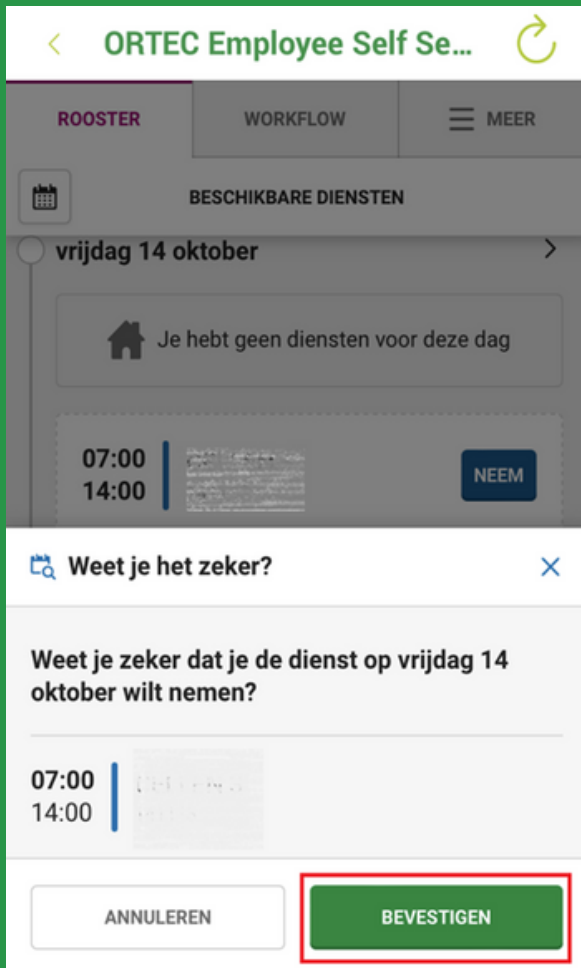 ORTEC Employee Self Se...
ROOSTER WORKFLOW MEER
BESCHIKBARE DIENSTEN
vrijdag 14 oktober
Je hebt geen diensten voor deze dag
07:00
14:00
NEEM
Weet je het zeker?
Weet je zeker dat je de dienst op vrijdag 14
oktober wilt nemen?
07:00
14:00
ANNULEREN BEVESTIGEN